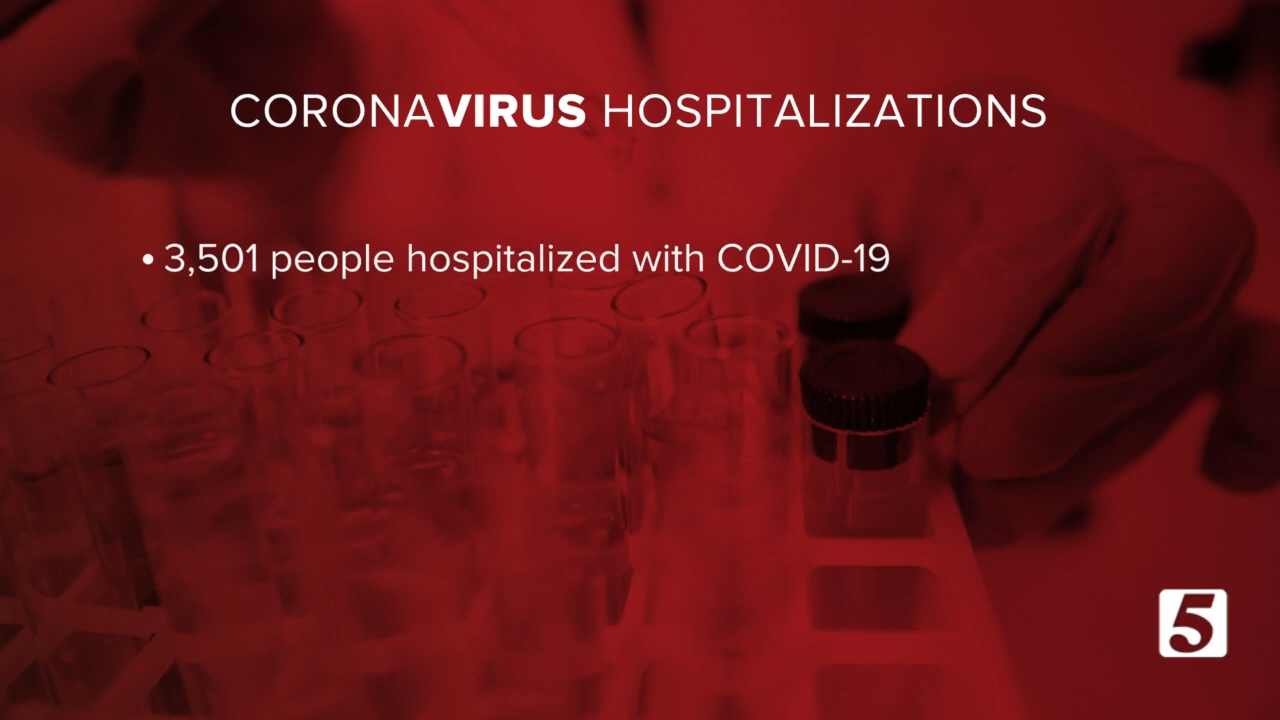 CORONAVIRUS HOSPITALIZATIONS
• 3,501 people hospitalized with COVID-19
5